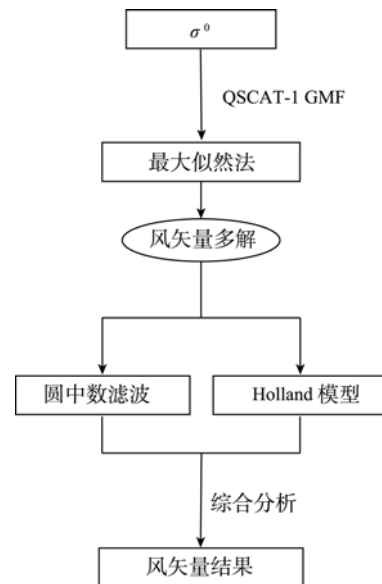 σ⁰
QSCAT-1 GMF
最大似然法
风矢量多解
圆中数滤波
Holland 模型
综合分析
风矢量结果